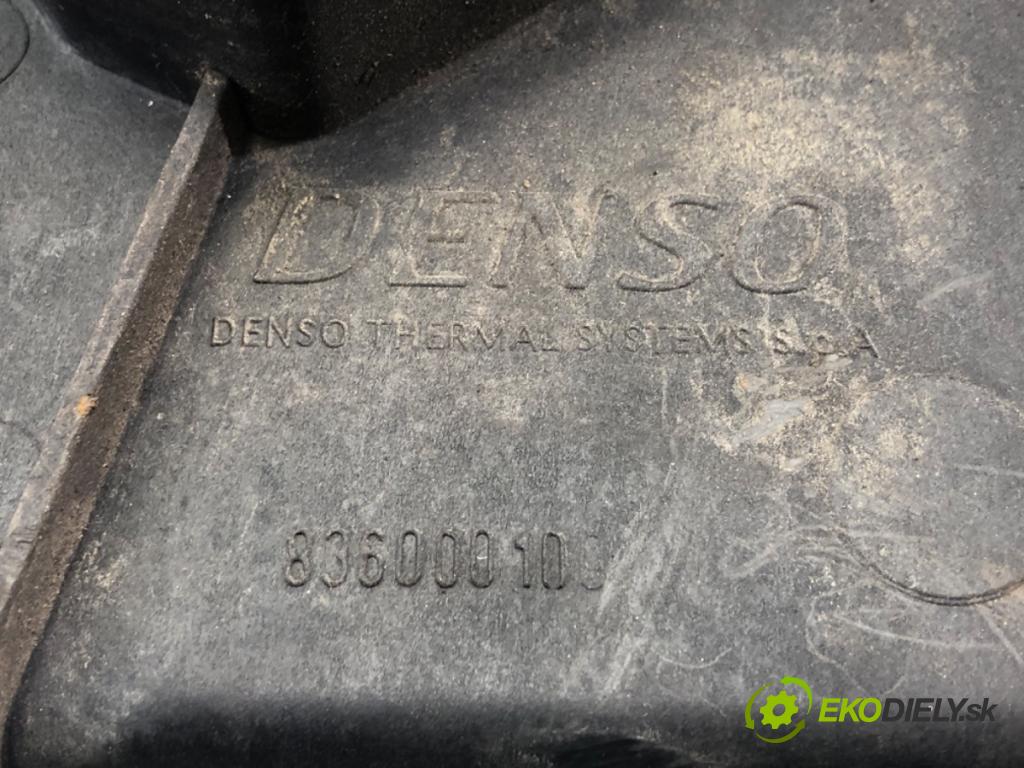 DENSO
DENSO THERMAL SYSTEMS S.p.A
EKODIELY.sk